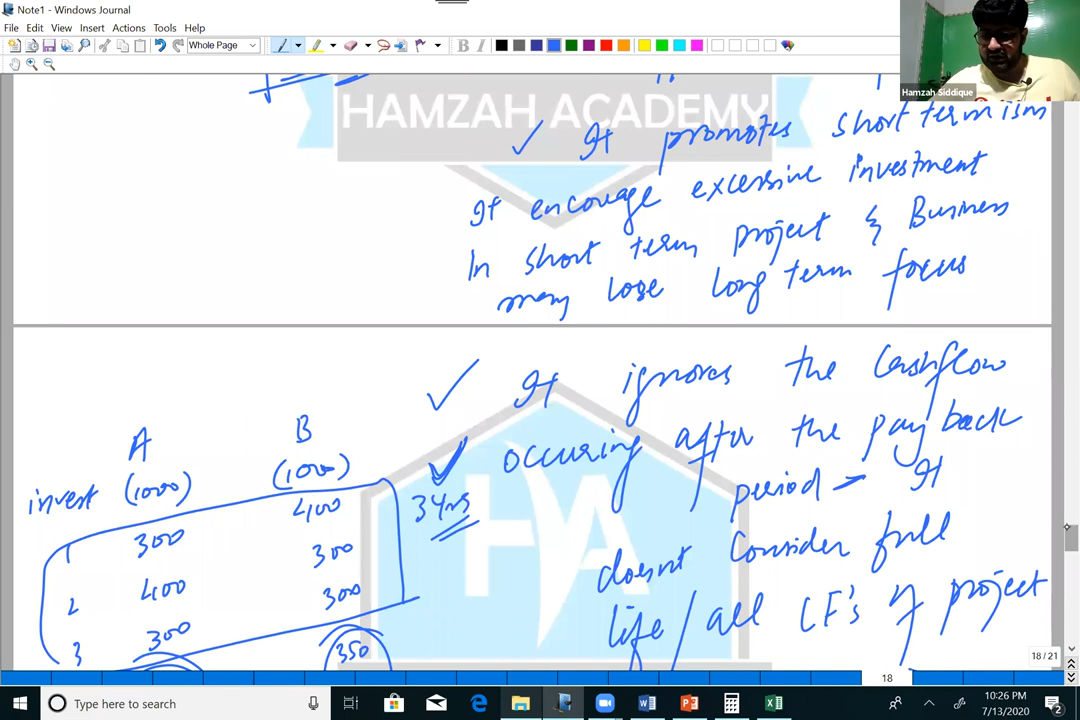 Note1 - Windows Journal
File Edit View Insert Actions Tools Help
Whole Page
Hamzah Siddique
HAMZAH ACADEMY
It promotes short termism
It encourage excessive investment
In short term project & Business
may lose long term focus
It ignores the Cashflow
occuring after the payback
period - It
doesnt Consider full
life / all CF's of project
A B
invest (1000) (1000)
3 yrs
1 300 400
2 400 300
3 300 300
350
HA
18 / 21
18
Type here to search
10:26 PM
7/13/2020
2